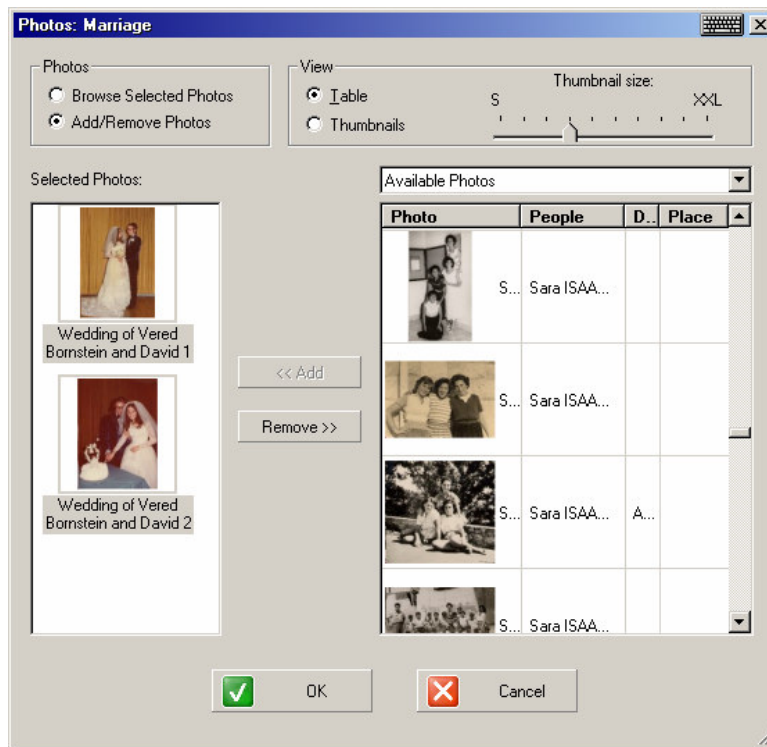 Photos: Marriage
Photos
Browse Selected Photos
Add/Remove Photos
View
Table
Thumbnails
Thumbnail size:
S
XXL
Selected Photos:
Wedding of Vered
Bornstein and David 1
Wedding of Vered
Bornstein and David 2
<< Add
Remove >>
Available Photos
Photo People D.. Place
S... Sara ISAA...
S... Sara ISAA...
S... Sara ISAA... A...
S... Sara ISAA...
OK
Cancel